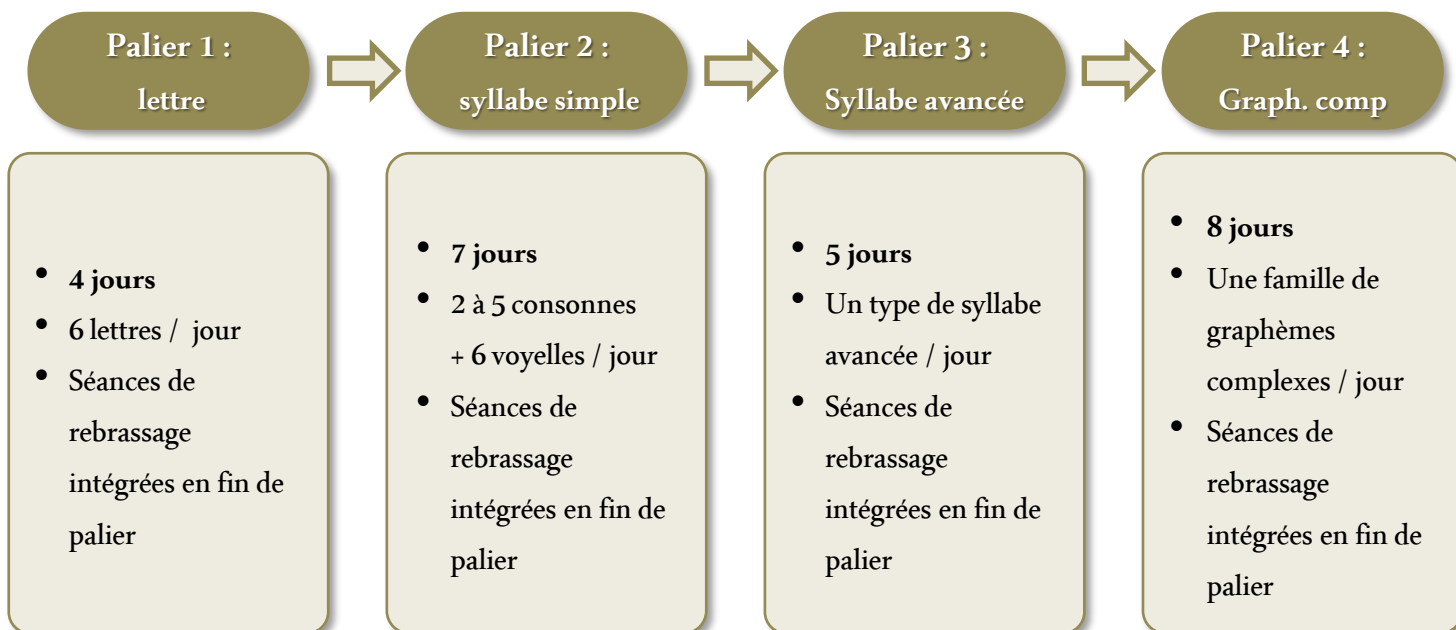 Palier 1 :
lettre
Palier 2 :
syllabe simple
Palier 3 :
Syllabe avancée
Palier 4 :
Graph. comp
• 4 jours
• 6 lettres / jour
• Séances de
rebrassage
intégrées en fin de
palier
• 7 jours
• 2 à 5 consonnes
+ 6 voyelles / jour
• Séances de
rebrassage
intégrées en fin de
palier
• 5 jours
• Un type de syllabe
avancée / jour
• Séances de
rebrassage
intégrées en fin de
palier
• 8 jours
• Une famille de
graphèmes
complexes / jour
• Séances de
rebrassage
intégrées en fin de
palier